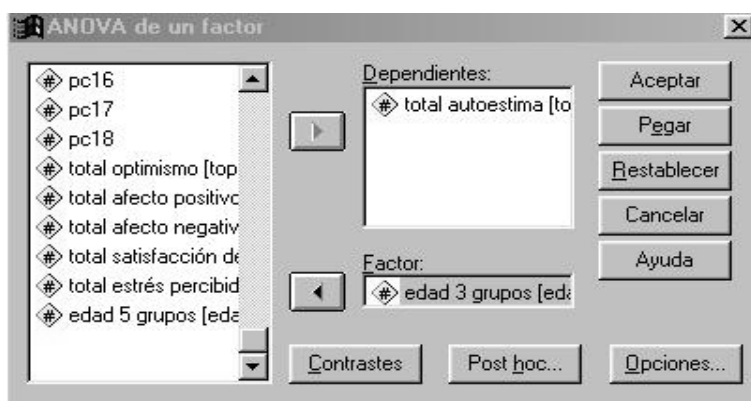 ANOVA de un factor
pc16
pc17
pc18
total optimismo [top
total afecto positivo
total afecto negativ
total satisfacción de
total estrés percibid
edad 5 grupos [eda
Dependientes:
total autoestima [to
Factor:
edad 3 grupos [eda
Aceptar
Pegar
Restablecer
Cancelar
Ayuda
Contrastes
Post hoc...
Opciones...